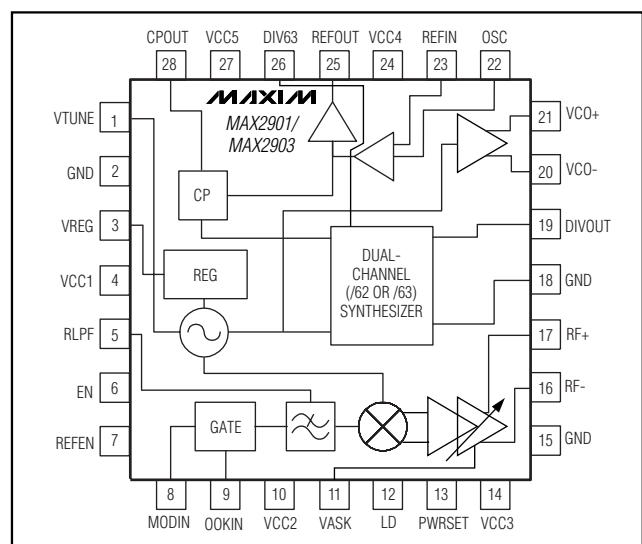 CPOUT VCC5 DIV63 REFOUT VCC4 REFIN OSC
28 27 26 25 24 23 22
MAXIM
MAX2901/
MAX2903
VTUNE 1
GND 2
VREG 3
VCC1 4
RLPF 5
EN 6
REFEN 7
21 VCO+
20 VCO-
19 DIVOUT
18 GND
17 RF+
16 RF-
15 GND
CP
REG
DUAL-
CHANNEL
(/62 OR /63)
SYNTHESIZER
GATE
8 9 10 11 12 13 14
MODIN OOKIN VCC2 VASK LD PWRSET VCC3